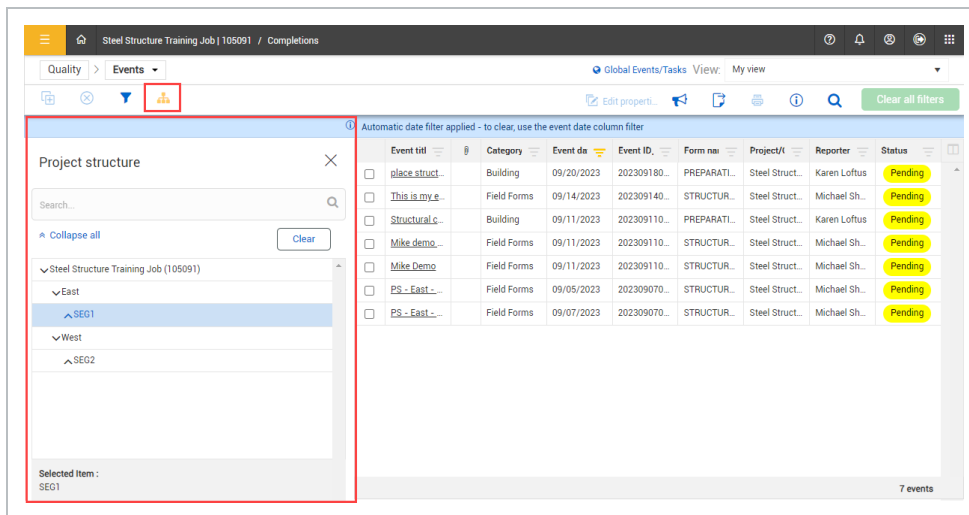 Steel Structure Training Job | 105091 / Completions
Quality > Events
Global Events/Tasks View: My view
Edit properti...
Clear all filters
Automatic date filter applied - to clear, use the event date column filter
Project structure
Search...
Collapse all
Clear
Steel Structure Training Job (105091)
East
SEG1
West
SEG2
Selected Item :
SEG1
Event titl Category Event da Event ID, Form nai Project/( Reporter Status
place struct... Building 09/20/2023 202309180... PREPARATI... Steel Struct... Karen Loftus Pending
This is my e... Field Forms 09/14/2023 202309140... STRUCTUR... Steel Struct... Michael Sh... Pending
Structural c... Building 09/11/2023 202309110... PREPARATI... Steel Struct... Karen Loftus Pending
Mike demo ... Field Forms 09/11/2023 202309110... STRUCTUR... Steel Struct... Michael Sh... Pending
Mike Demo Field Forms 09/11/2023 202309110... STRUCTUR... Steel Struct... Michael Sh... Pending
PS - East - ... Field Forms 09/05/2023 202309070... STRUCTUR... Steel Struct... Michael Sh... Pending
PS - East - ... Field Forms 09/07/2023 202309070... STRUCTUR... Steel Struct... Michael Sh... Pending
7 events